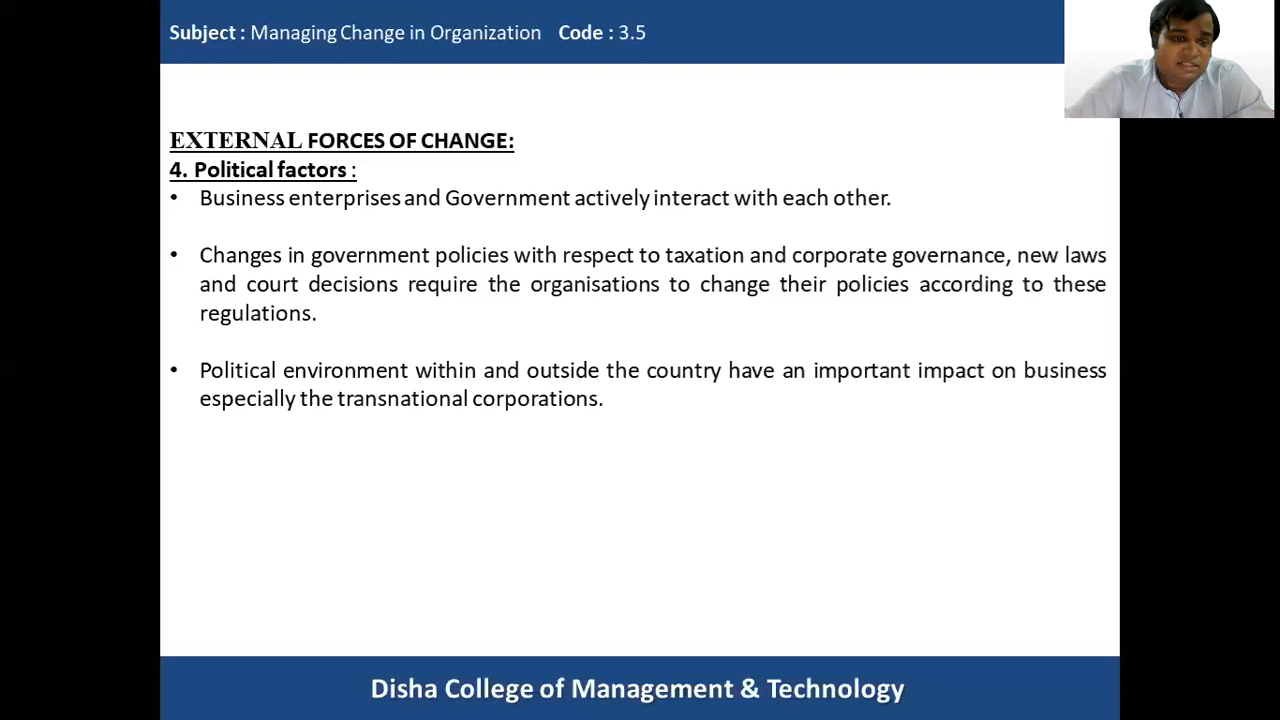 Subject : Managing Change in Organization Code : 3.5
EXTERNAL FORCES OF CHANGE:
4. Political factors :
• Business enterprises and Government actively interact with each other.
• Changes in government policies with respect to taxation and corporate governance, new laws
and court decisions require the organisations to change their policies according to these
regulations.
• Political environment within and outside the country have an important impact on business
especially the transnational corporations.
Disha College of Management & Technology